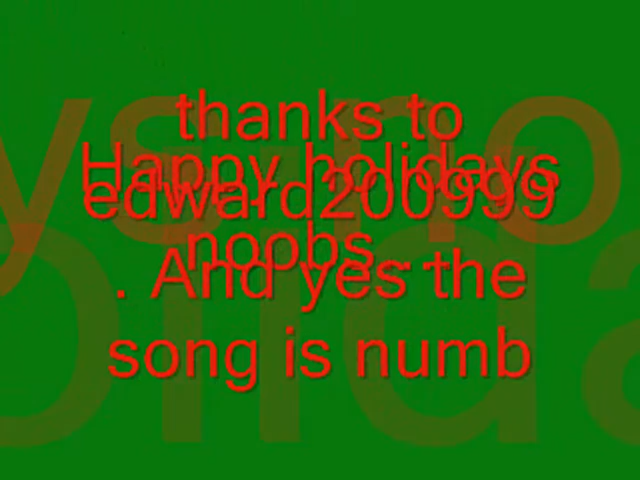 thanks to
Happy holidays
edward200999
noobs...
. And yes the
song is numb